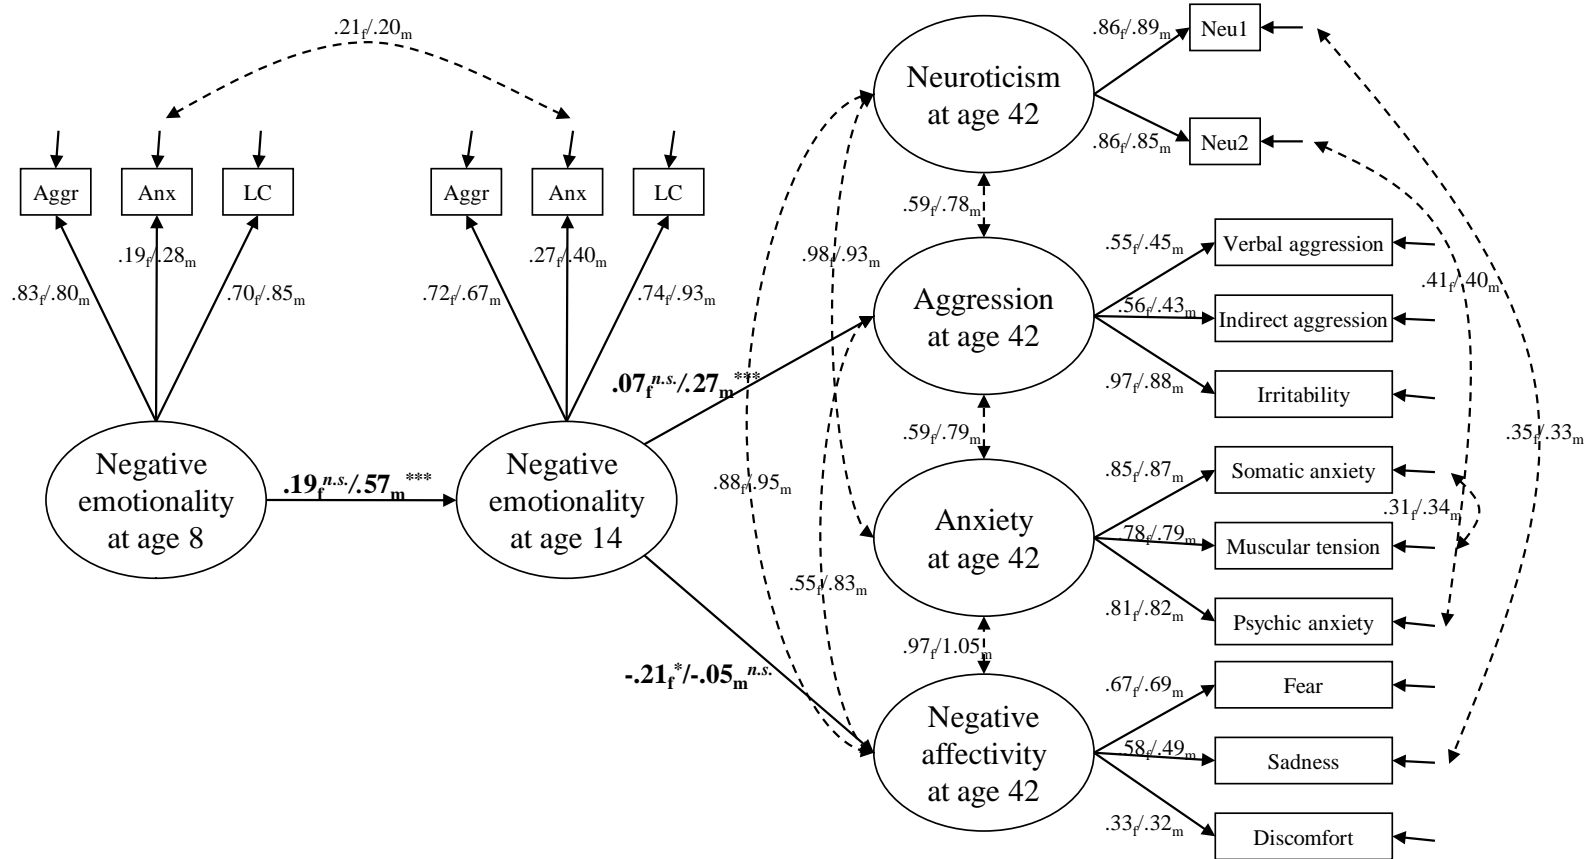 .21f/.20m
Aggr
Anx
LC
.83f/.80m
.19f/.28m
.70f/.85m
Negative
emotionality
at age 8
.19f n.s./.57m ***
Aggr
Anx
LC
.72f/.67m
.27f/.40m
.74f/.93m
Negative
emotionality
at age 14
.07f n.s./.27m ***
-.21f */-.05m n.s.
Neuroticism
at age 42
.86f/.89m
Neu1
.86f/.85m
Neu2
.59f/.78m
.98f/.93m
Aggression
at age 42
.55f/.45m
Verbal aggression
.56f/.43m
Indirect aggression
.97f/.88m
Irritability
.41f/.40m
.59f/.79m
.88f/.95m
.55f/.83m
Anxiety
at age 42
.85f/.87m
Somatic anxiety
.78f/.79m
Muscular tension
.81f/.82m
Psychic anxiety
.31f/.34m
.35f/.33m
.97f/1.05m
Negative
affectivity
at age 42
.67f/.69m
Fear
.58f/.49m
Sadness
.33f/.32m
Discomfort